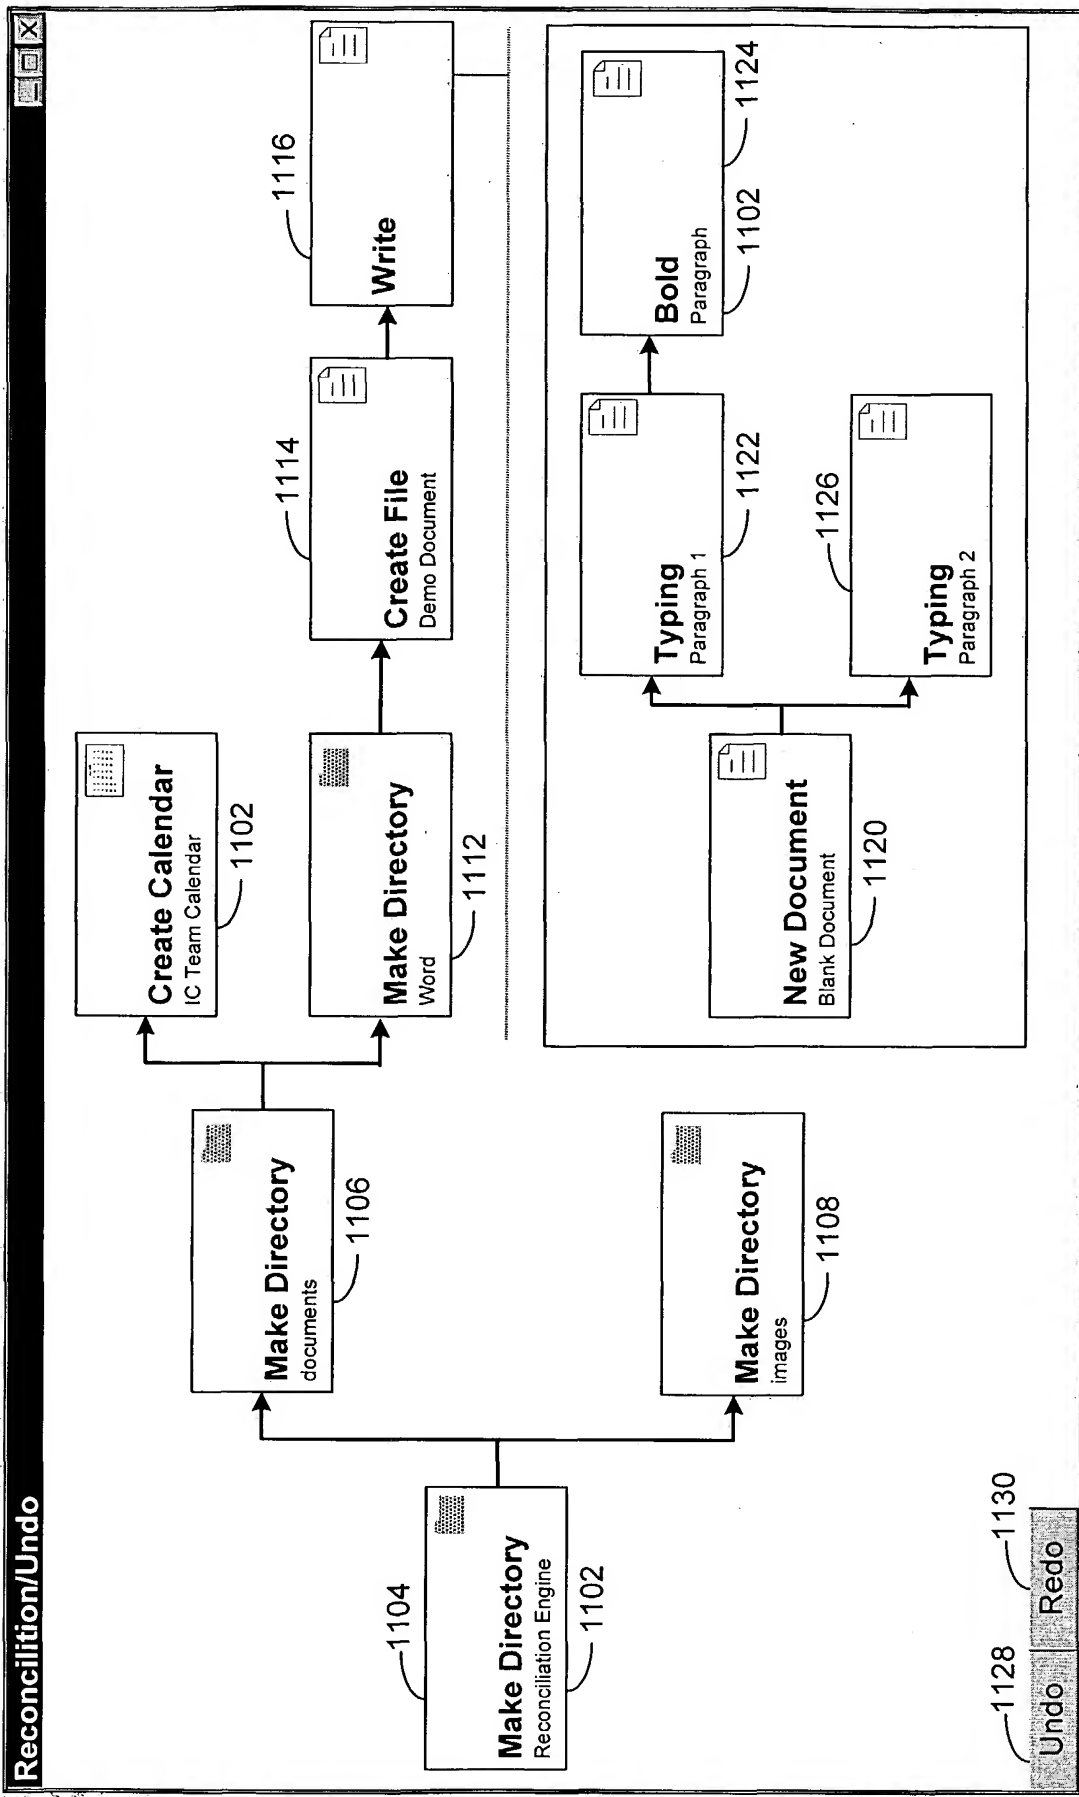 Reconcilition/Undo
1104
Make Directory
Reconciliation Engine
1102
Make Directory
documents
1106
Make Directory
images
1108
Create Calendar
IC Team Calendar
1102
Make Directory
Word
1112
1114
Create File
Demo Document
1116
Write
New Document
Blank Document
1120
Typing
Paragraph 1
1122
Bold
Paragraph
1102
1124
1126
Typing
Paragraph 2
1128
1130
Undo
Redo